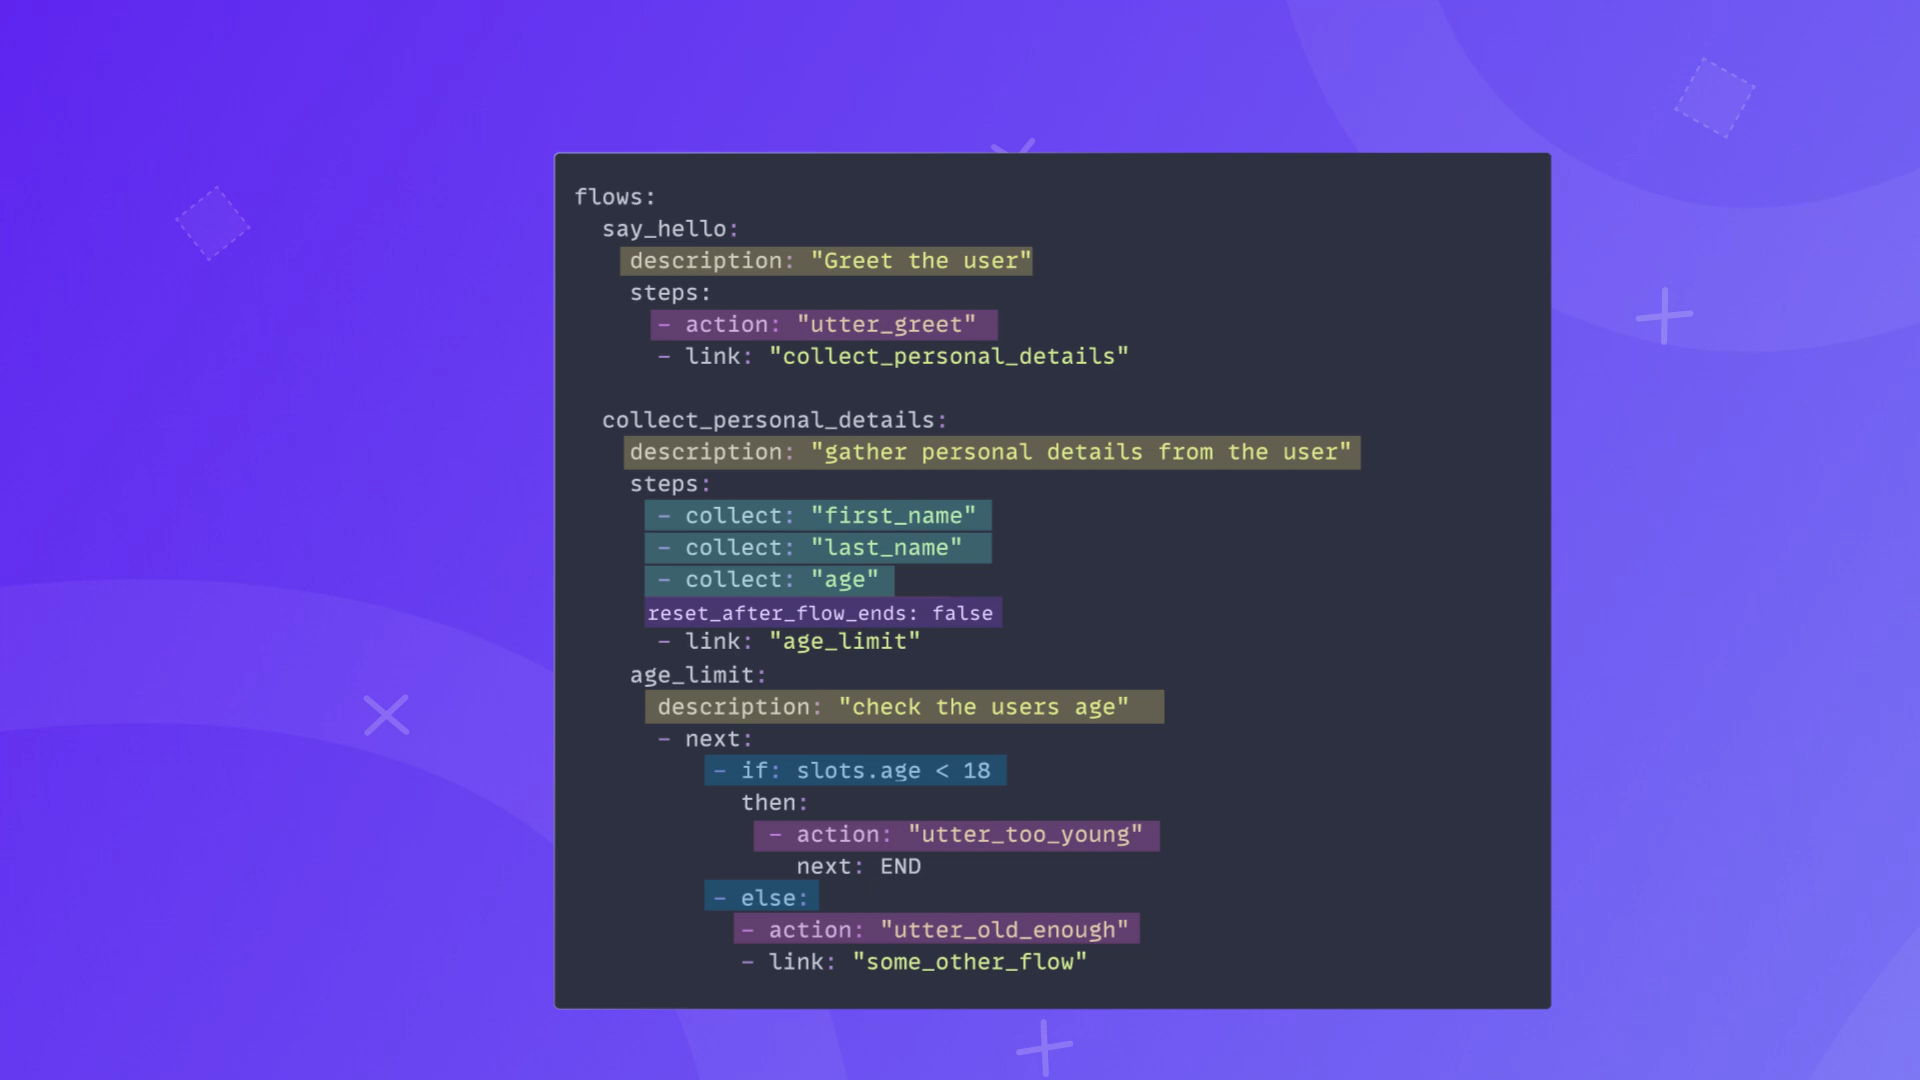 flows:
say_hello:
description: "Greet the user"
steps:
- action: "utter_greet"
- link: "collect_personal_details"
collect_personal_details:
description: "gather personal details from the user"
steps:
- collect: "first_name"
- collect: "last_name"
- collect: "age"
reset_after_flow_ends: false
- link: "age_limit"
age_limit:
description: "check the users age"
- next:
- if: slots.age < 18
then:
- action: "utter_too_young"
next: END
- else:
- action: "utter_old_enough"
- link: "some_other_flow"